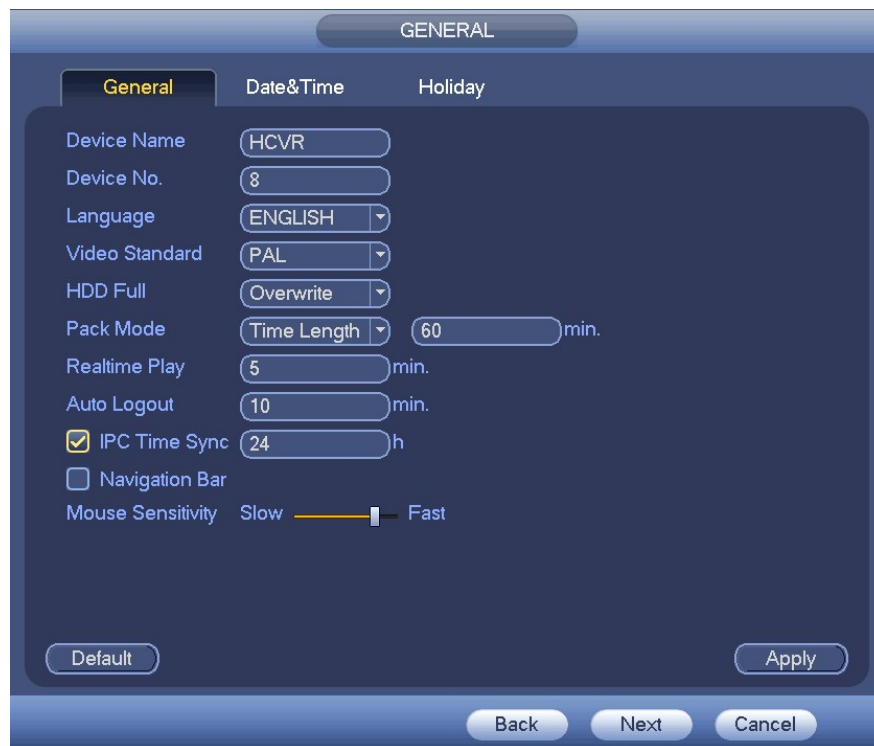 GENERAL
General Date&Time Holiday
Device Name HCVR
Device No. 8
Language ENGLISH
Video Standard PAL
HDD Full Overwrite
Pack Mode Time Length 60 min.
Realtime Play 5 min.
Auto Logout 10 min.
IPC Time Sync 24 h
Navigation Bar
Mouse Sensitivity Slow Fast
Default Apply
Back Next Cancel